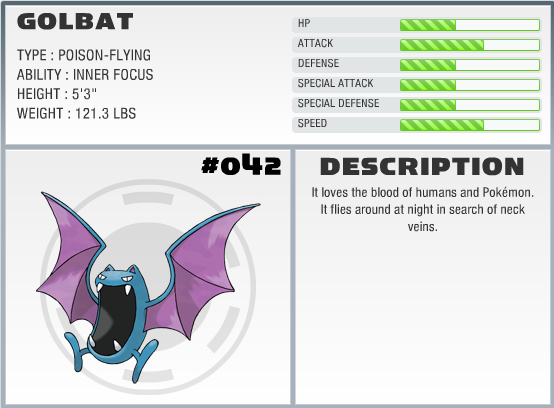 GOLBAT
TYPE : POISON-FLYING
ABILITY : INNER FOCUS
HEIGHT : 5'3"
WEIGHT : 121.3 LBS
HP
ATTACK
DEFENSE
SPECIAL ATTACK
SPECIAL DEFENSE
SPEED
#042
DESCRIPTION
It loves the blood of humans and Pokémon.
It flies around at night in search of neck
veins.